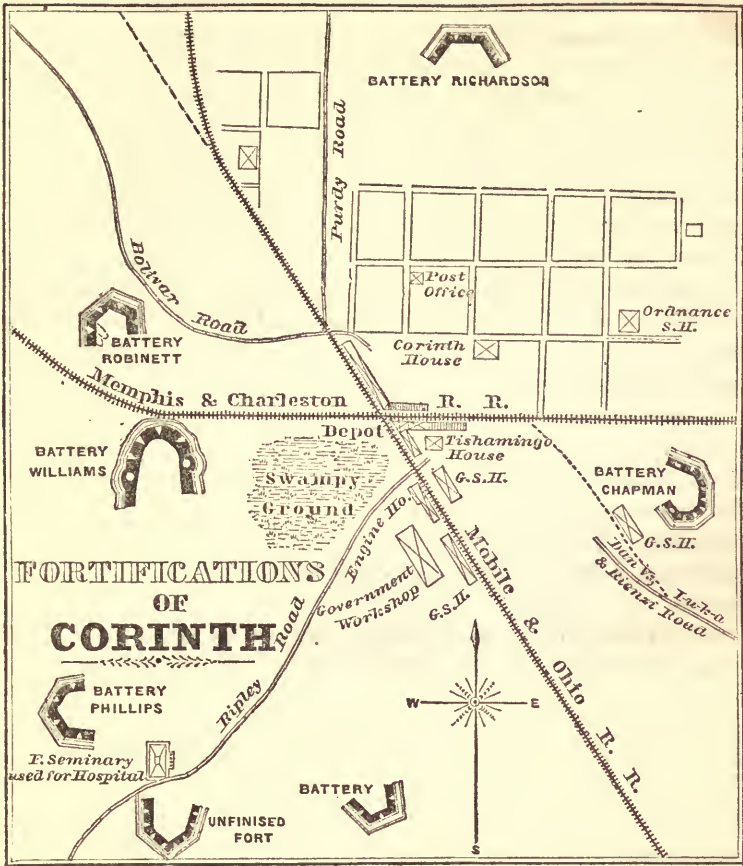 BATTERY RICHARDSON
Purdy Road
Bolivar Road
Post
Office
Ordnance
S.H.
BATTERY
ROBINETT
Corinth
House
Memphis & Charleston R. R.
Depot
Tishamingo
House
BATTERY
WILLIAMS
Swampy
Ground
G.S.H.
BATTERY
CHAPMAN
Engine Ho.
G.S.H.
Iuka
& Rienzi Road
Government
Workshop
G.S.H.
Mobile & Ohio R. R.
FORTIFICATIONS
OF
CORINTH
Ripley Road
W
E
S
BATTERY
PHILLIPS
F. Seminary
used for Hospital
BATTERY
UNFINISED
FORT